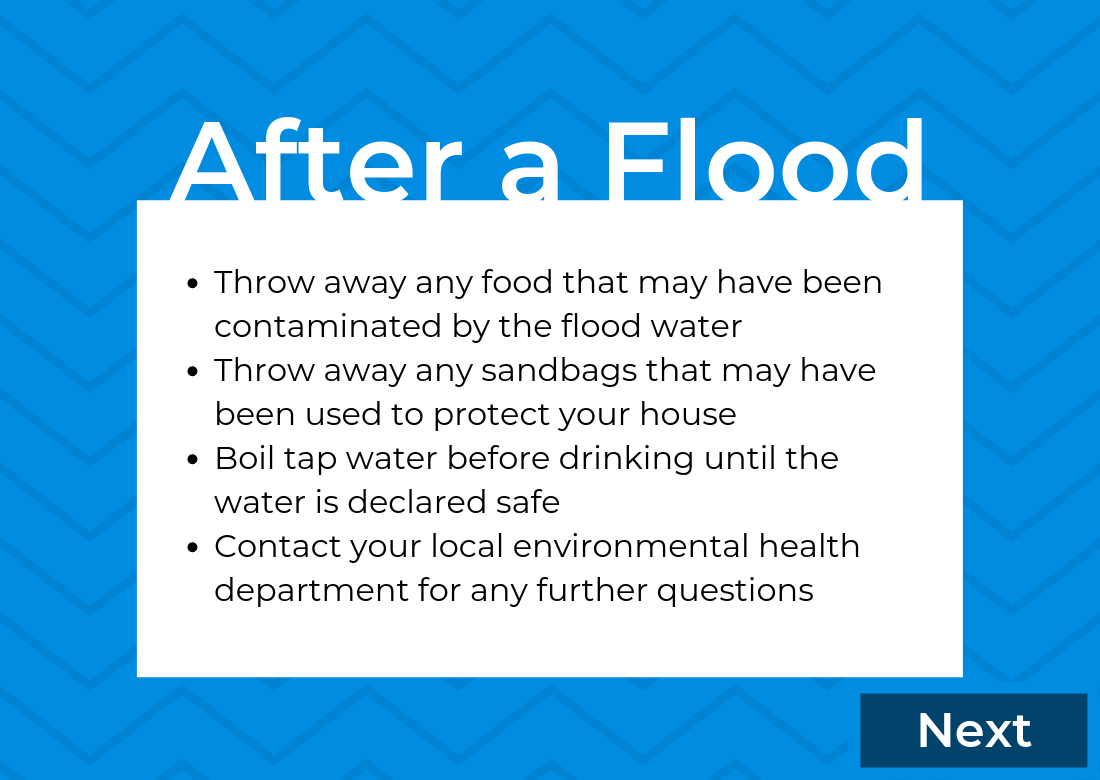 After a Flood
• Throw away any food that may have been
contaminated by the flood water
• Throw away any sandbags that may have
been used to protect your house
• Boil tap water before drinking until the
water is declared safe
• Contact your local environmental health
department for any further questions
Next